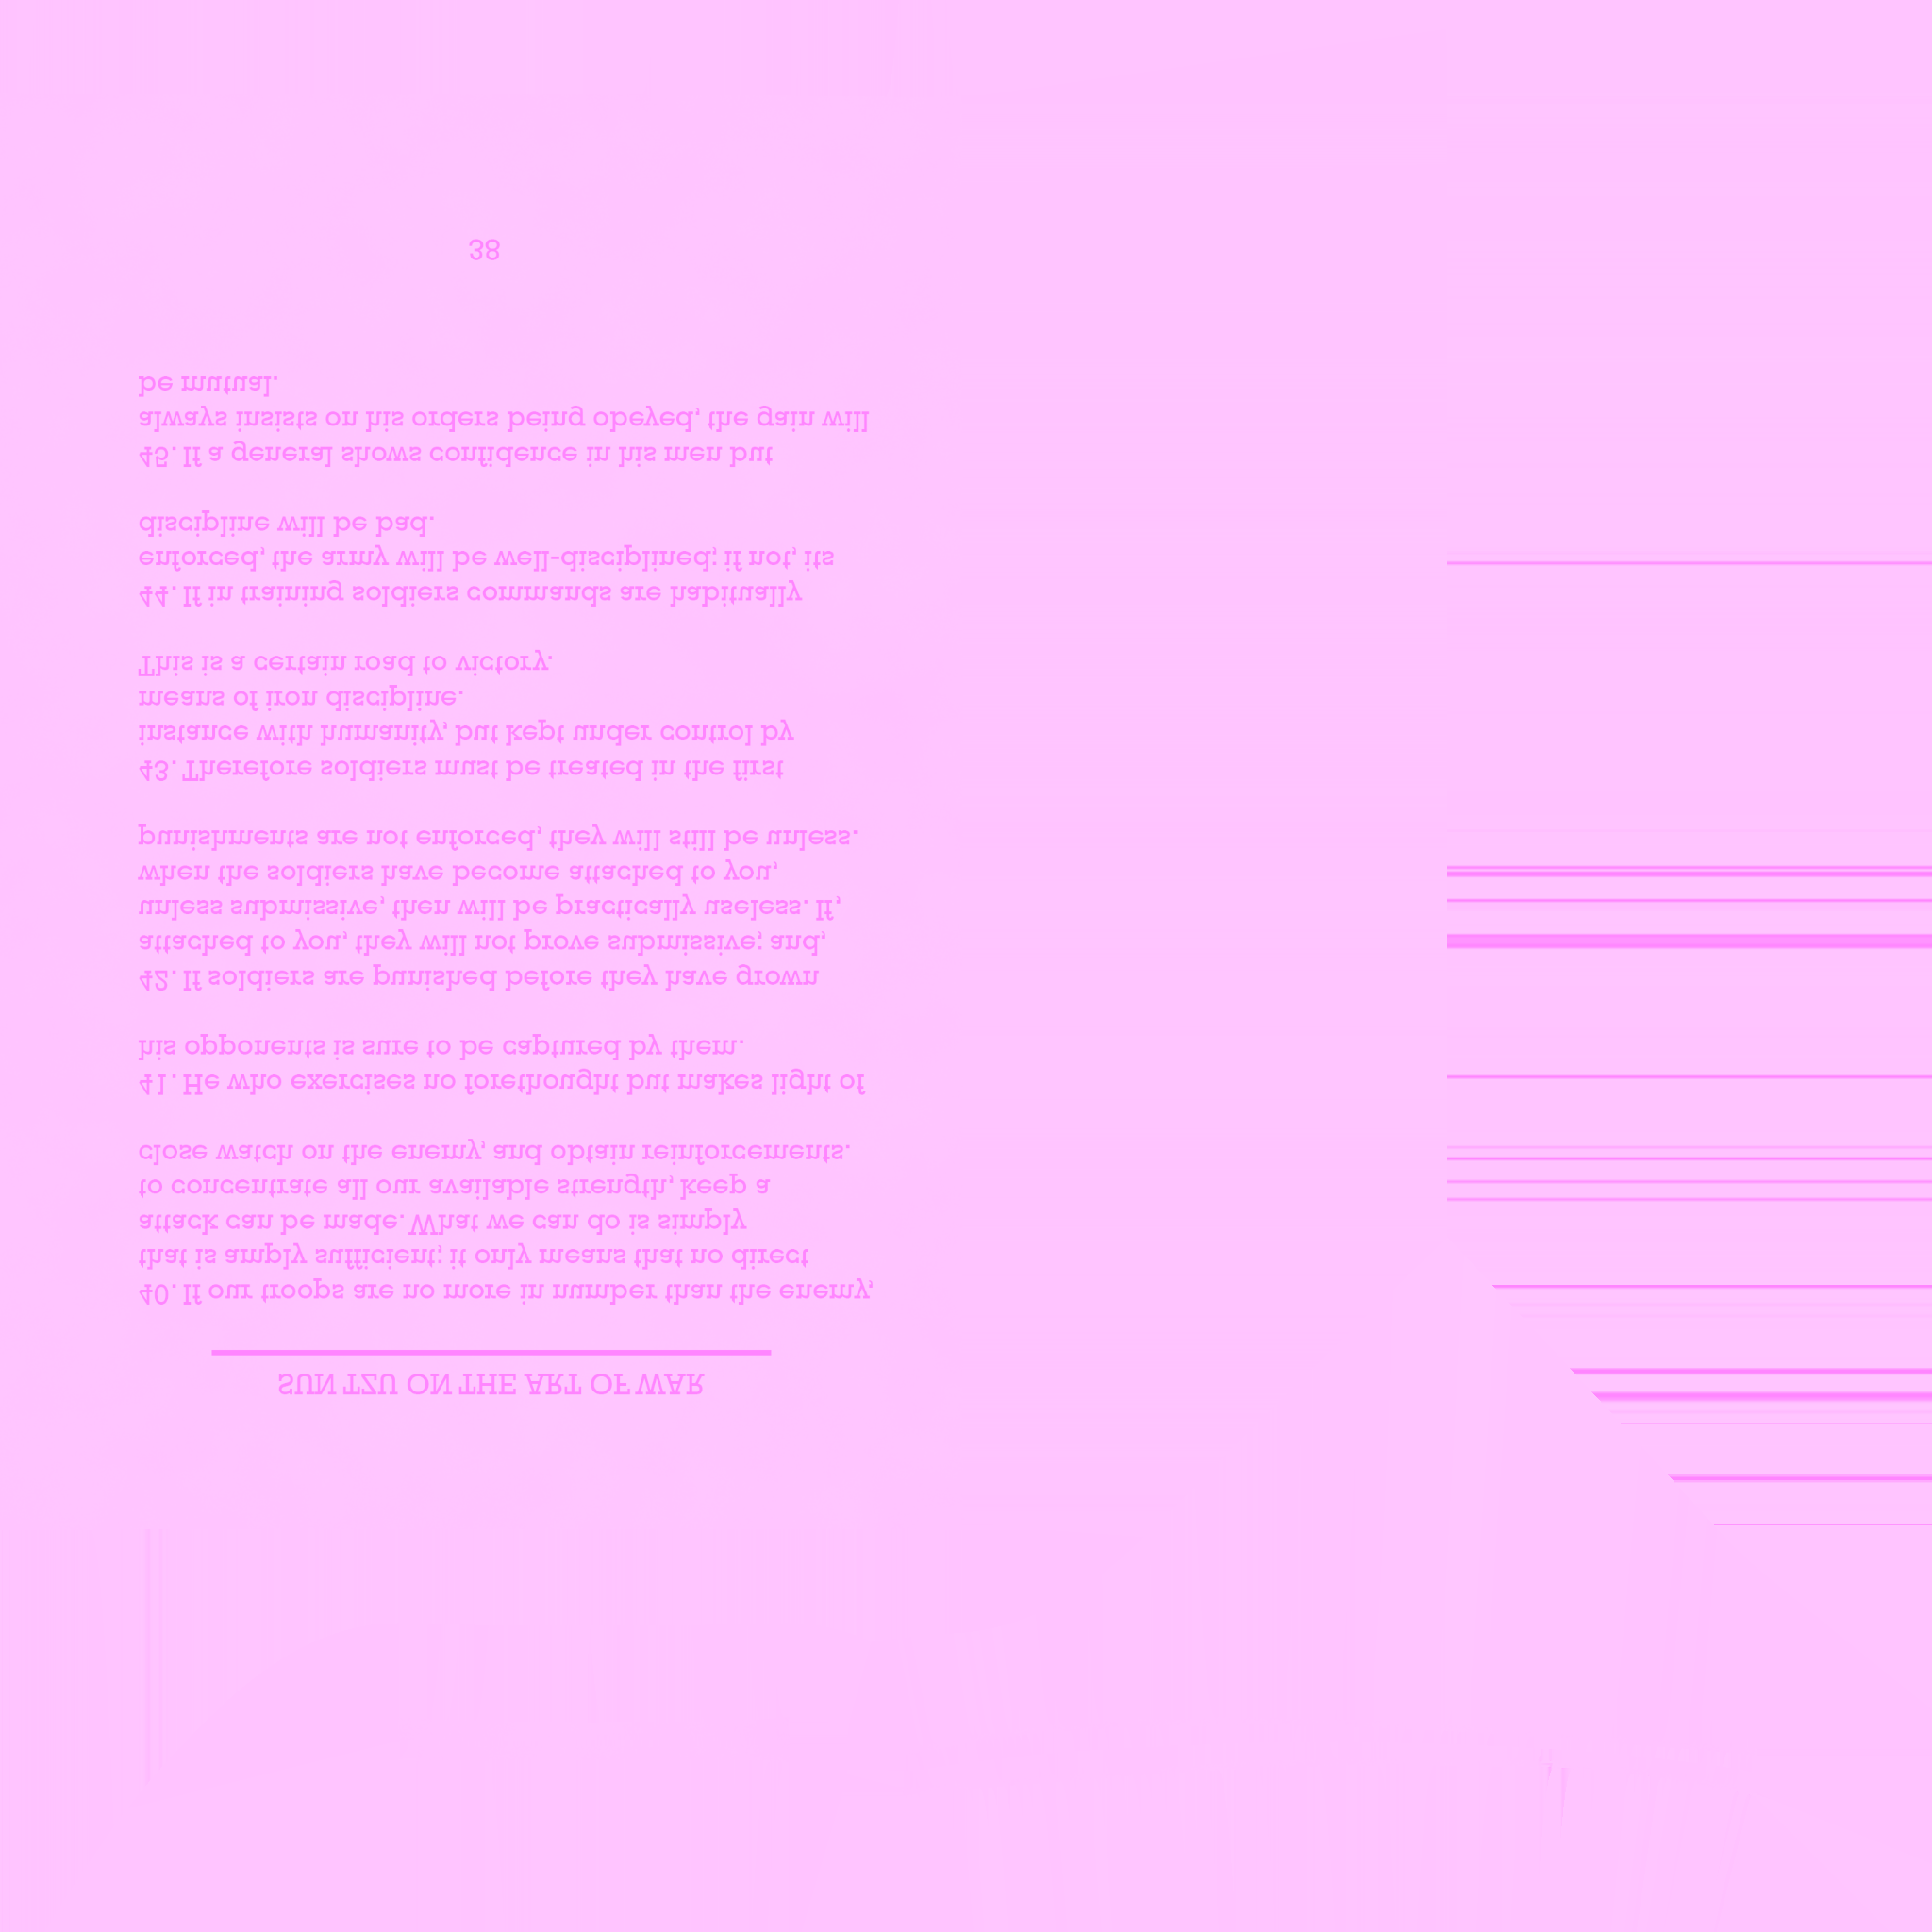 SUN TZU ON THE ART OF WAR
40. If our troops are no more in number than the enemy,
that is amply sufficient; it only means that no direct
attack can be made. What we can do is simply
to concentrate all our available strength, keep a
close watch on the enemy, and obtain reinforcements.
41. He who exercises no forethought but makes light of
his opponents is sure to be captured by them.
42. If soldiers are punished before they have grown
attached to you, they will not prove submissive; and,
unless submissive, then will be practically useless. If,
when the soldiers have become attached to you,
punishments are not enforced, they will still be unless.
43. Therefore soldiers must be treated in the first
instance with humanity, but kept under control by
means of iron discipline.
This is a certain road to victory.
44. If in training soldiers commands are habitually
enforced, the army will be well-disciplined; if not, its
discipline will be bad.
45. If a general shows confidence in his men but
always insists on his orders being obeyed, the gain will
be mutual.
38